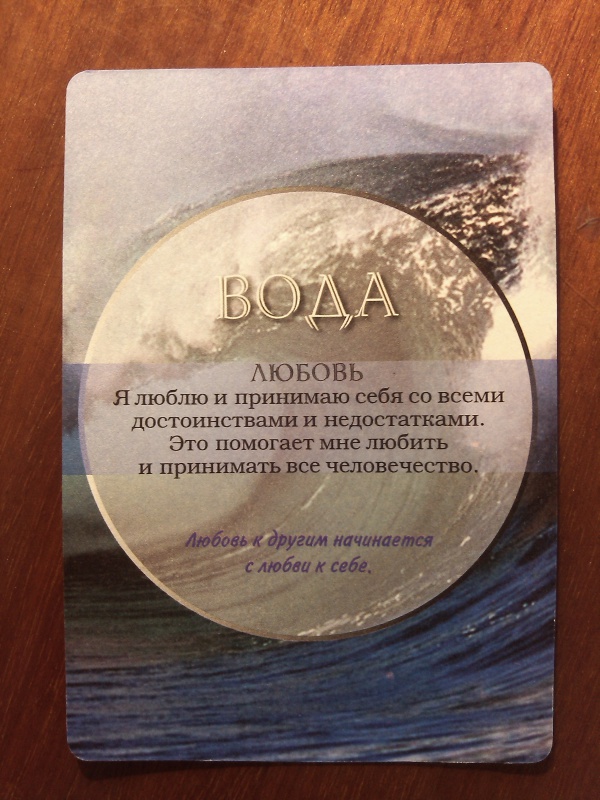 ВОДА
ЛЮБОВЬ
Я люблю и принимаю себя со всеми
достоинствами и недостатками.
Это помогает мне любить
и принимать все человечество.
Любовь к другим начинается
с любви к себе.